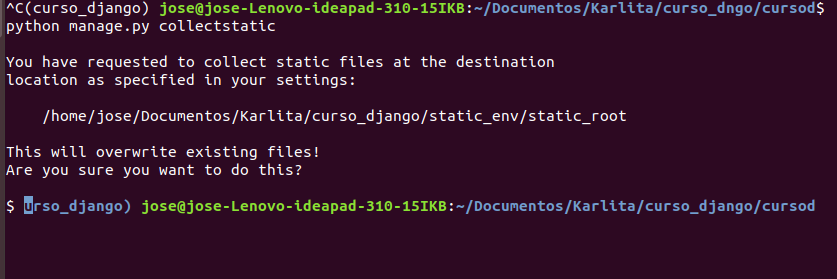 ^C(curso_django) jose@jose-Lenovo-ideapad-310-15IKB:~/Documentos/Karlita/curso_dngo/cursod$
python manage.py collectstatic
You have requested to collect static files at the destination
location as specified in your settings:
/home/jose/Documentos/Karlita/curso_django/static_env/static_root
This will overwrite existing files!
Are you sure you want to do this?
$ urso_django) jose@jose-Lenovo-ideapad-310-15IKB:~/Documentos/Karlita/curso_django/cursod